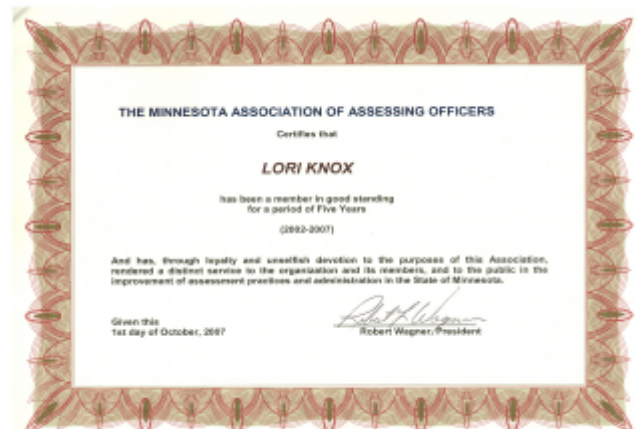 THE MINNESOTA ASSOCIATION OF ASSESSING OFFICERS
Certifies that
LORI KNOX
has been a member in good standing
for a period of Five Years
(2002-2007)
And has, through loyalty and unselfish devotion to the purposes of this Association,
rendered a distinct service to the organization and its members, and to the public in the
improvement of assessment practices and administration in the State of Minnesota.
Given this
1st day of October, 2007
Robert L Wagner
Robert Wagner, President